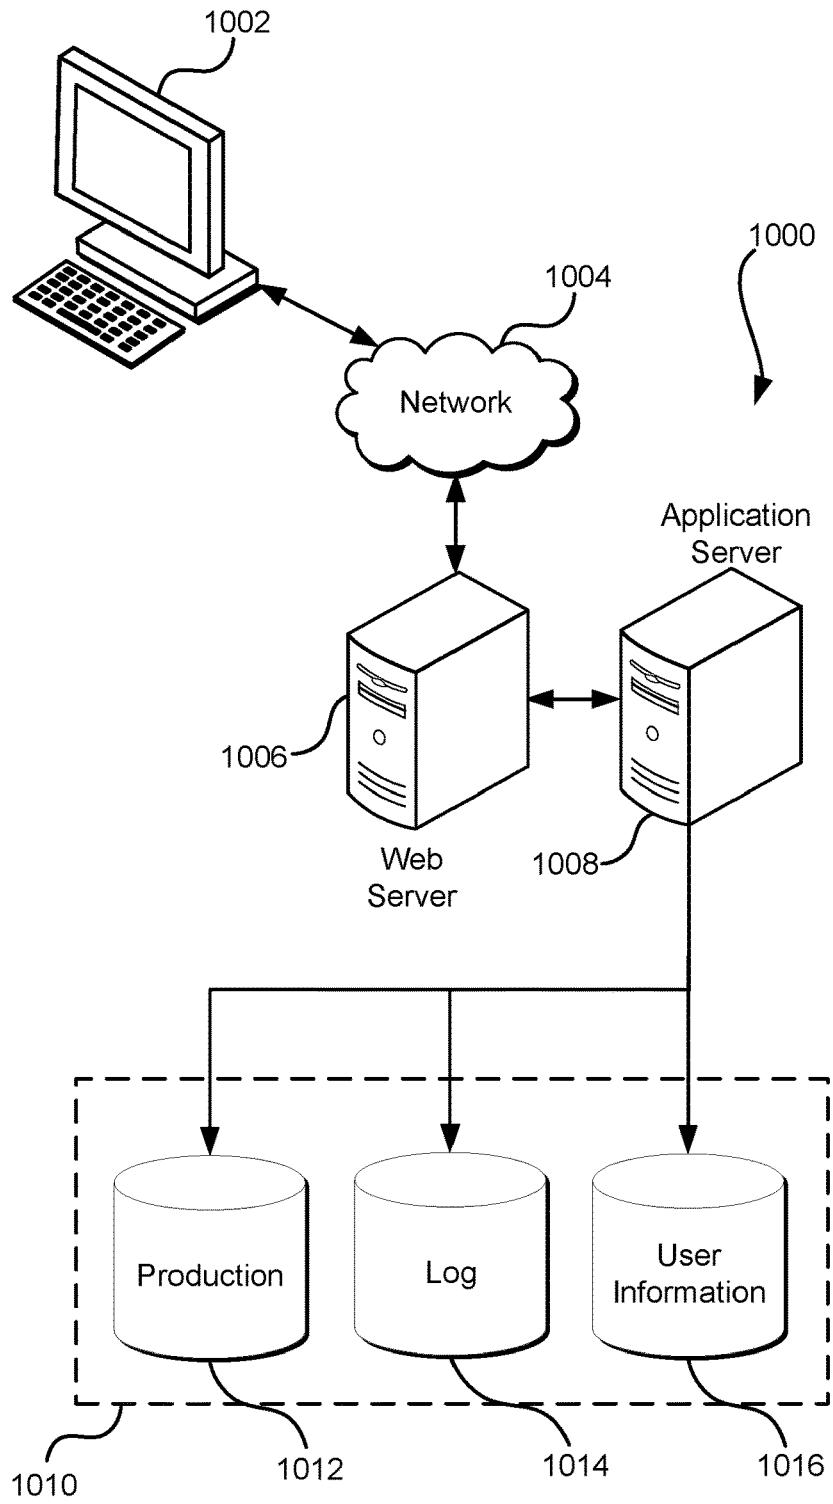 1002
1000
1004
Network
Application
Server
1006
1008
Web
Server
Production
Log
User
Information
1010
1012
1014
1016